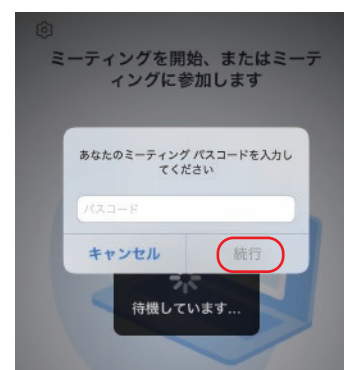 ミーティングを開始、またはミーテ
ィングに参加します
あなたのミーティング パスコードを入力し
てください
パスコード
キャンセル
続行
待機しています...